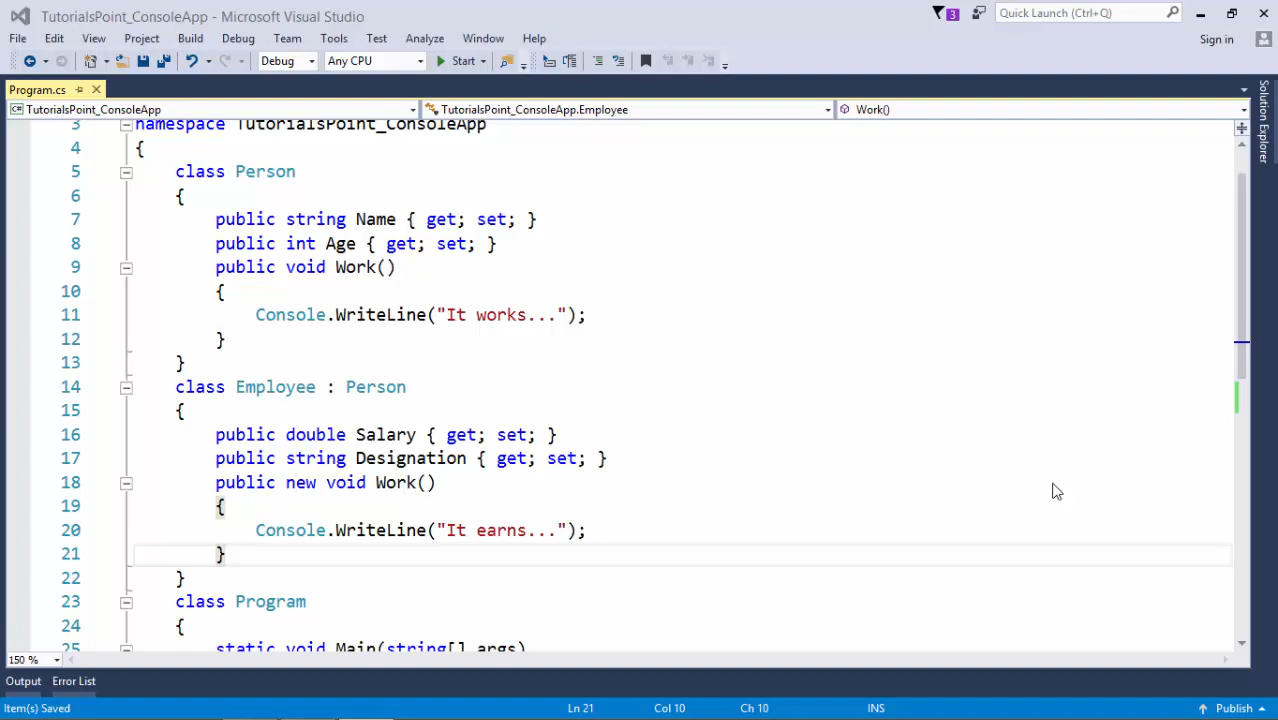 TutorialsPoint_ConsoleApp - Microsoft Visual Studio
3
Quick Launch (Ctrl+Q)
File Edit View Project Build Debug Team Tools Test Analyze Window Help
Sign in
Debug Any CPU Start
Program.cs
TutorialsPoint_ConsoleApp TutorialsPoint_ConsoleApp.Employee Work()
Solution Explorer
3 namespace TutorialsPoint_ConsoleApp
4 {
5 class Person
6 {
7 public string Name { get; set; }
8 public int Age { get; set; }
9 public void Work()
10 {
11 Console.WriteLine("It works...");
12 }
13 }
14 class Employee : Person
15 {
16 public double Salary { get; set; }
17 public string Designation { get; set; }
18 public new void Work()
19 {
20 Console.WriteLine("It earns...");
21 }
22 }
23 class Program
24 {
25 static void Main(string[] args)
150 %
Output Error List
Item(s) Saved Ln 21 Col 10 Ch 10 INS Publish